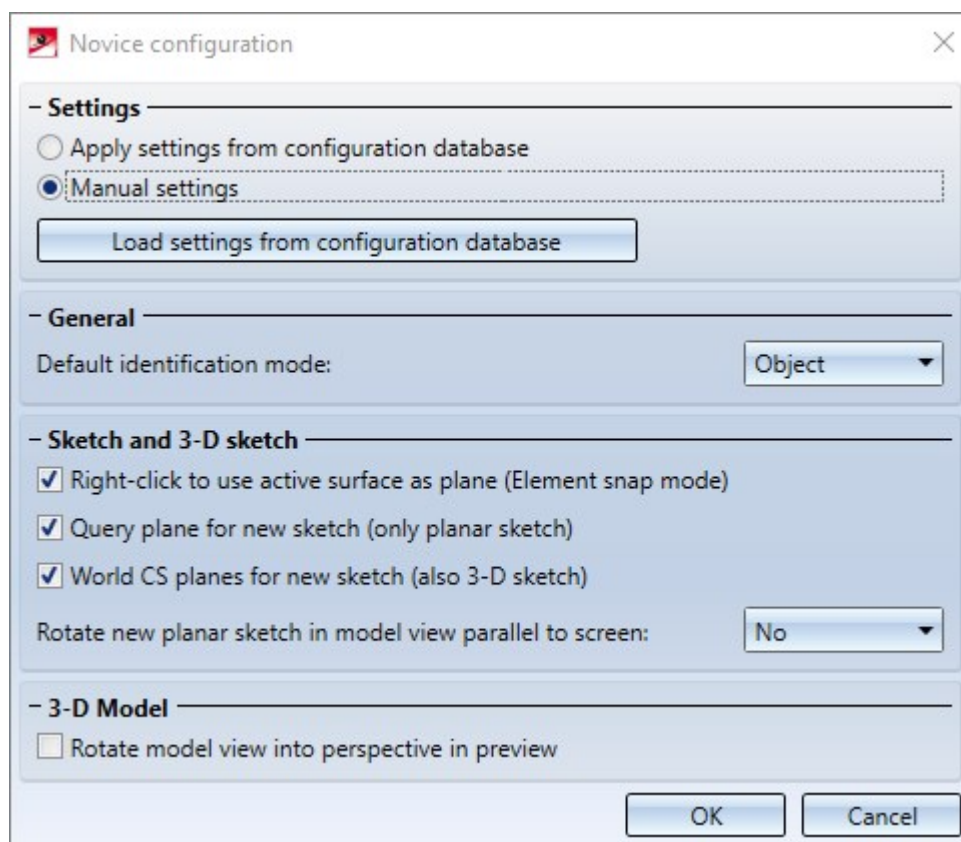 Novice configuration
Settings
Apply settings from configuration database
Manual settings
Load settings from configuration database
General
Default identification mode: Object
Sketch and 3-D sketch
Right-click to use active surface as plane (Element snap mode)
Query plane for new sketch (only planar sketch)
World CS planes for new sketch (also 3-D sketch)
Rotate new planar sketch in model view parallel to screen: No
3-D Model
Rotate model view into perspective in preview
OK Cancel